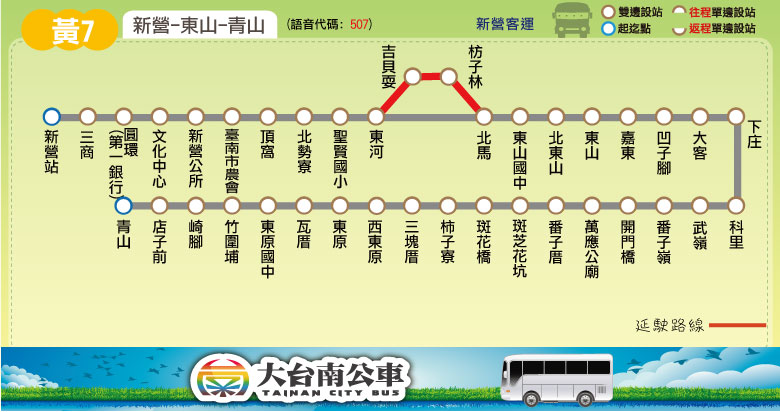 黃7
新營-東山-青山
(語音代碼: 507)
新營客運
雙邊設站
起迄點
往程單邊設站
返程單邊設站
吉貝耍
枋子林
新營站
三商
圓環
(第一銀行)
文化中心
新營公所
臺南市農會
頂窩
北勢寮
聖賢國小
東河
北馬
東山國中
北東山
東山
嘉東
凹子腳
大客
下庄
青山
店子前
崎腳
竹圍埔
東原國中
瓦厝
東原
西東原
三塊厝
柿子寮
斑花橋
斑芝花坑
番子厝
萬應公廟
開門橋
番子嶺
武嶺
科里
延駛路線
大台南公車
TAINAN CITY BUS